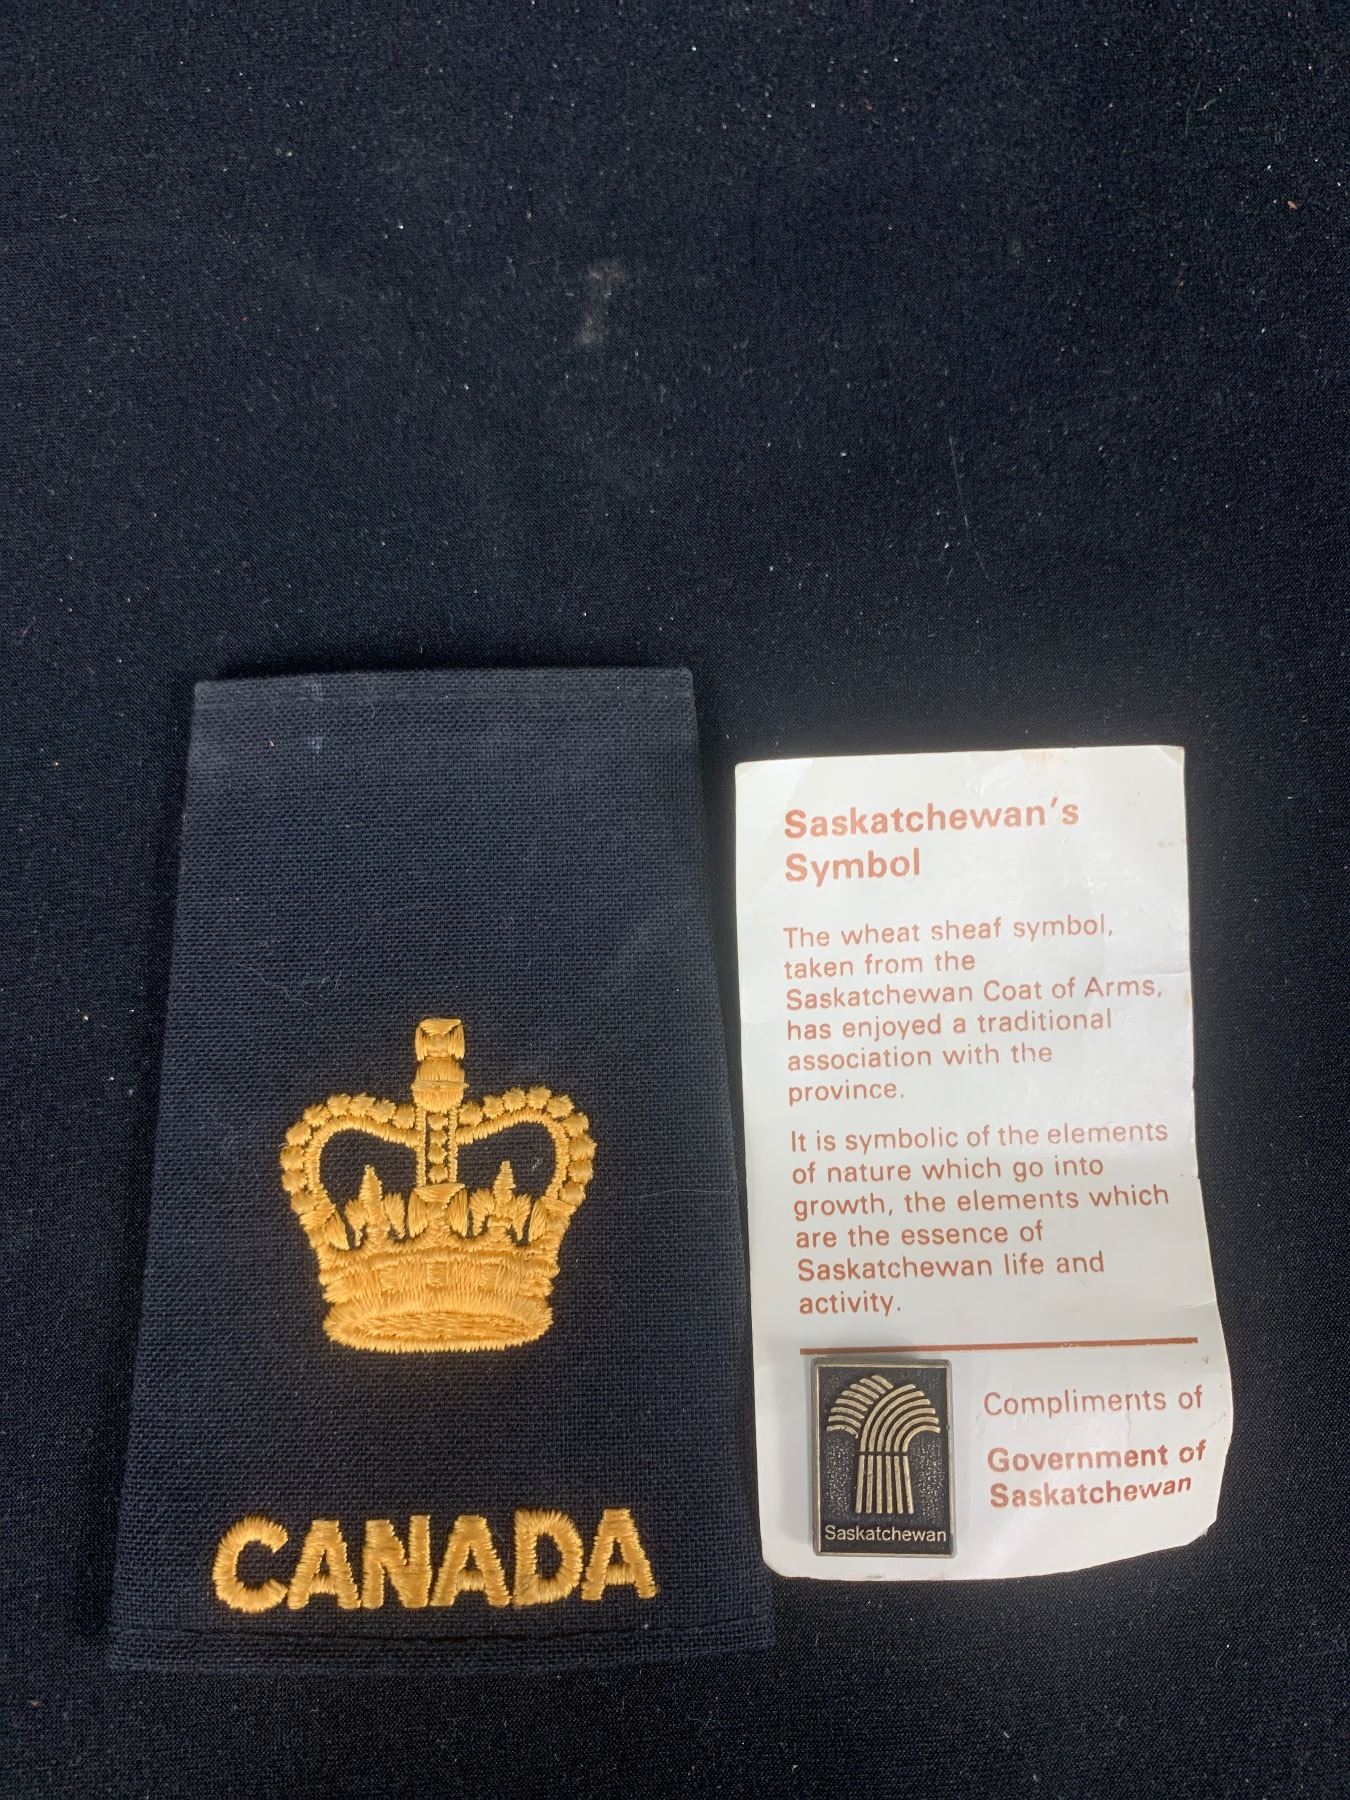 CANADA
Saskatchewan's
Symbol
The wheat sheaf symbol,
taken from the
Saskatchewan Coat of Arms,
has enjoyed a traditional
association with the
province.
It is symbolic of the elements
of nature which go into
growth, the elements which
are the essence of
Saskatchewan life and
activity.
Saskatchewan
Compliments of
Government of
Saskatchewan